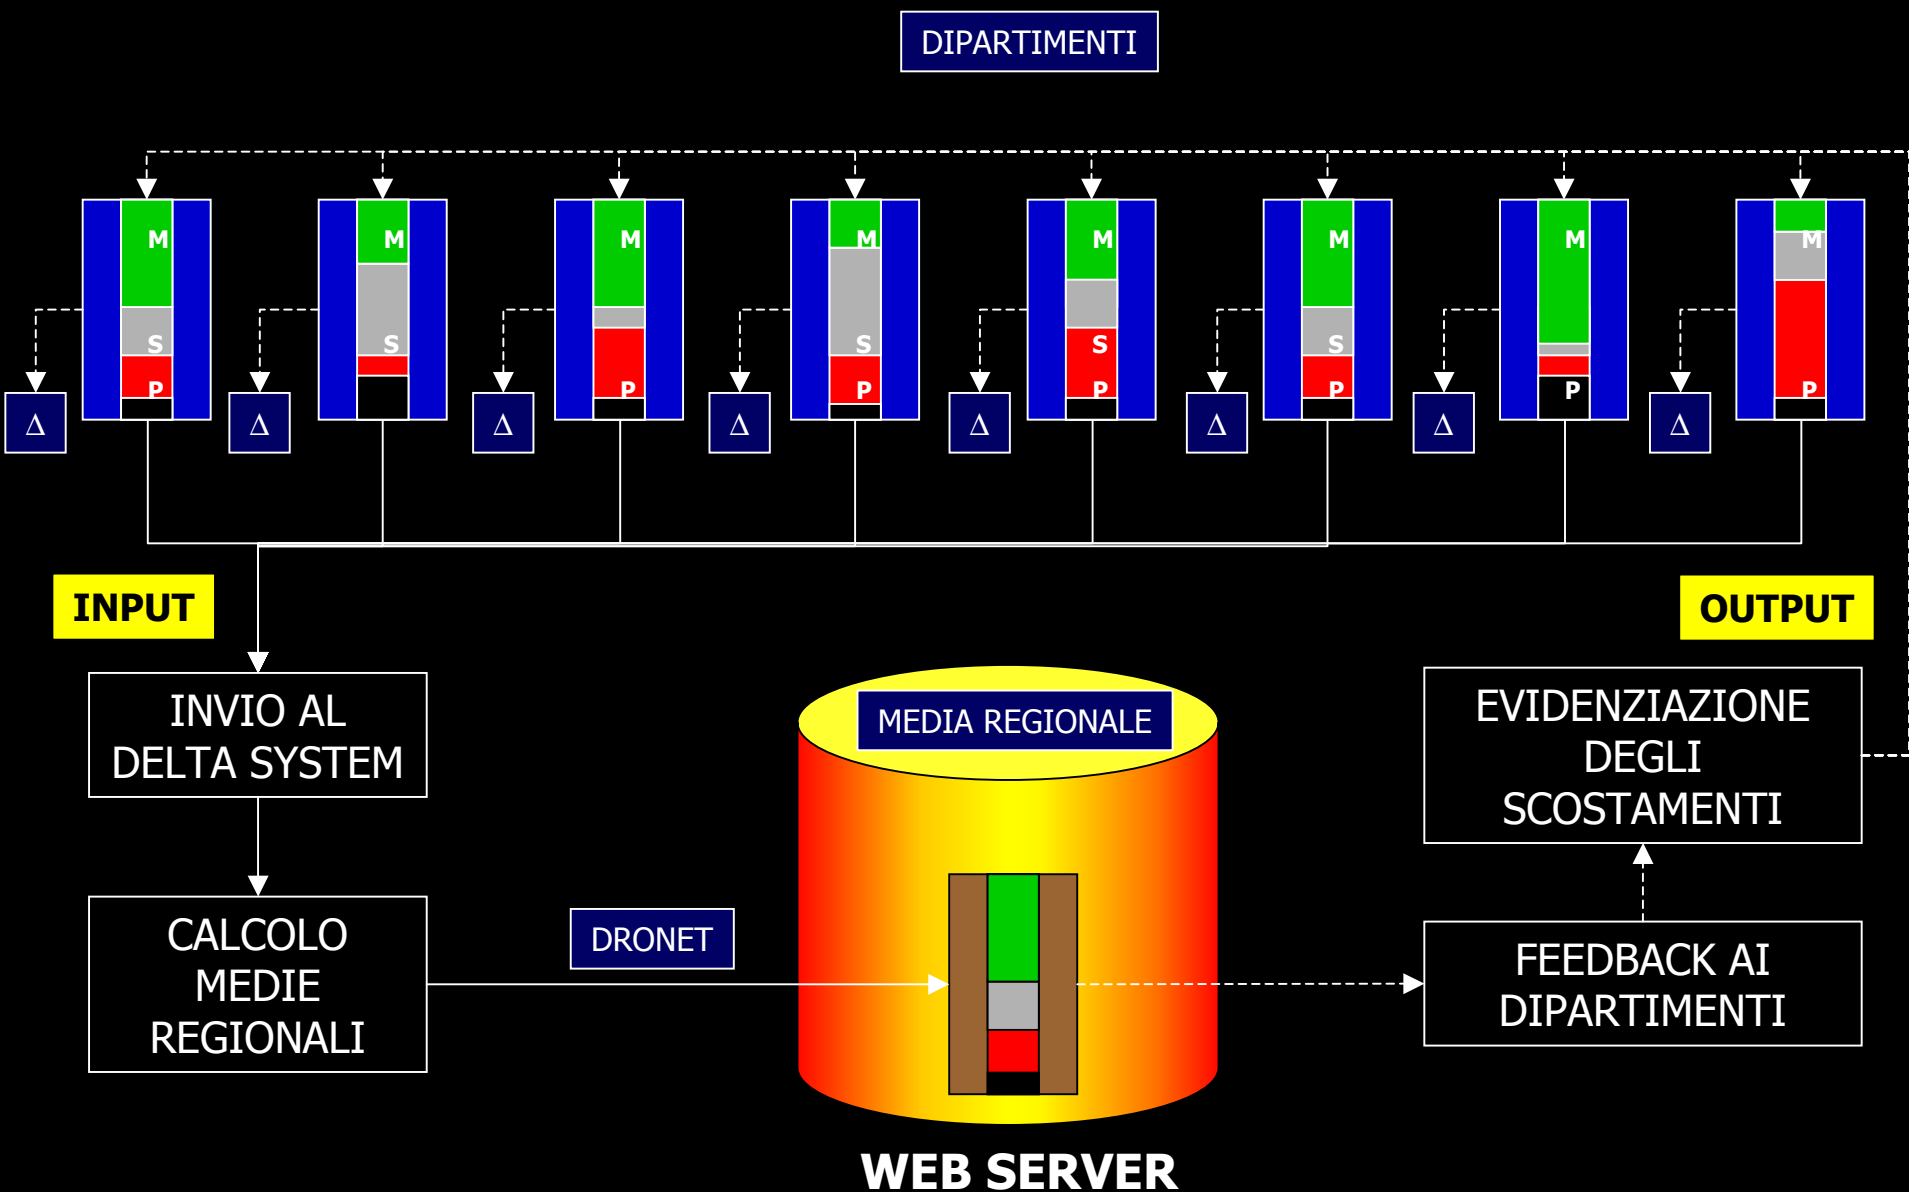 DIPARTIMENTI
M M M M M M M M
S S S S S
P P P P P P P
Δ Δ Δ Δ Δ Δ Δ Δ
INPUT
OUTPUT
INVIO AL
DELTA SYSTEM
MEDIA REGIONALE
EVIDENZIAZIONE
DEGLI
SCOSTAMENTI
CALCOLO
MEDIE
REGIONALI
DRONET
FEEDBACK AI
DIPARTIMENTI
WEB SERVER